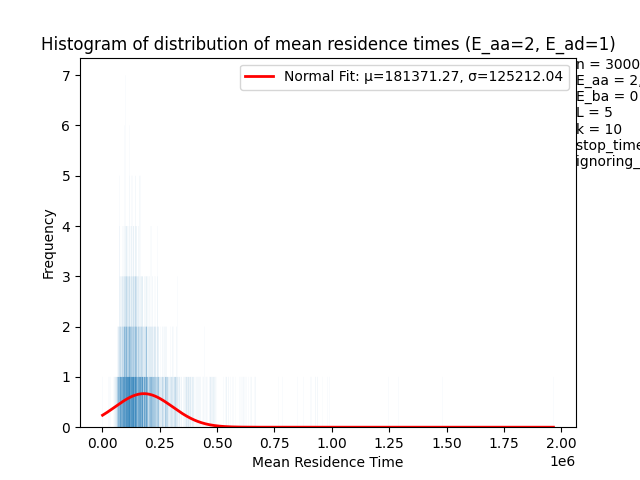 Histogram of distribution of mean residence times (E_aa=2, E_ad=1)
Normal Fit: μ=181371.27, σ=125212.04
n = 3000
E_aa = 2,
E_ba = 0
L = 5
k = 10
stop_time
ignoring_
Frequency
7
6
5
4
3
2
1
0
0.00 0.25 0.50 0.75 1.00 1.25 1.50 1.75 2.00
1e6
Mean Residence Time